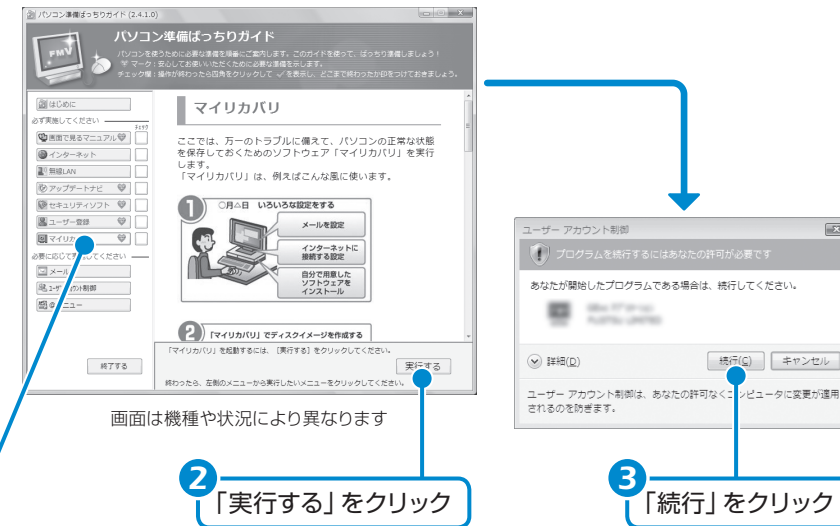 パソコン準備ばっちりガイド (2.4.1.0)
FMV
パソコン準備ばっちりガイド
パソコンを使うために必要な準備を順番にご案内します。このガイドを使って、ばっちり準備しましょう!
マーク:安心してお使いいただくために必要な準備を示します。
チェック欄:操作が終わったら四角をクリックして ✓ を表示し、どこまで終わったか印をつけておきましょう。
はじめに
必ず実施してください
チェック
画面で見るマニュアル
インターネット
無線LAN
アップデートナビ
セキュリティソフト
ユーザー登録
マイリカ
必要に応じて
してください
メール
ユーザー
ウント制御
@
ニュー
終了する
マイリカバリ
ここでは、万一のトラブルに備えて、パソコンの正常な状態
を保存しておくためのソフトウェア「マイリカバリ」を実行
します。
「マイリカバリ」は、例えばこんな風に使います。
1
○月△日 いろいろな設定をする
メールを設定
インターネットに
接続する設定
自分で用意した
ソフトウェアを
インストール
2
「マイリカバリ」でディスクイメージを作成する
「マイリカバリ」を起動するには、[実行する] をクリックしてください。
実行する
終わったら、左側のメニューから実行したいメニューをクリックしてください。
画面は機種や状況により異なります
2
「実行する」をクリック
ユーザー アカウント制御
プログラムを続行するにはあなたの許可が必要です
あなたが開始したプログラムである場合は、続行してください。
詳細(D)
続行(C)
キャンセル
ユーザー アカウント制御は、あなたの許可なくコンピュータに変更が適用
されるのを防ぎます。
3
「続行」をクリック